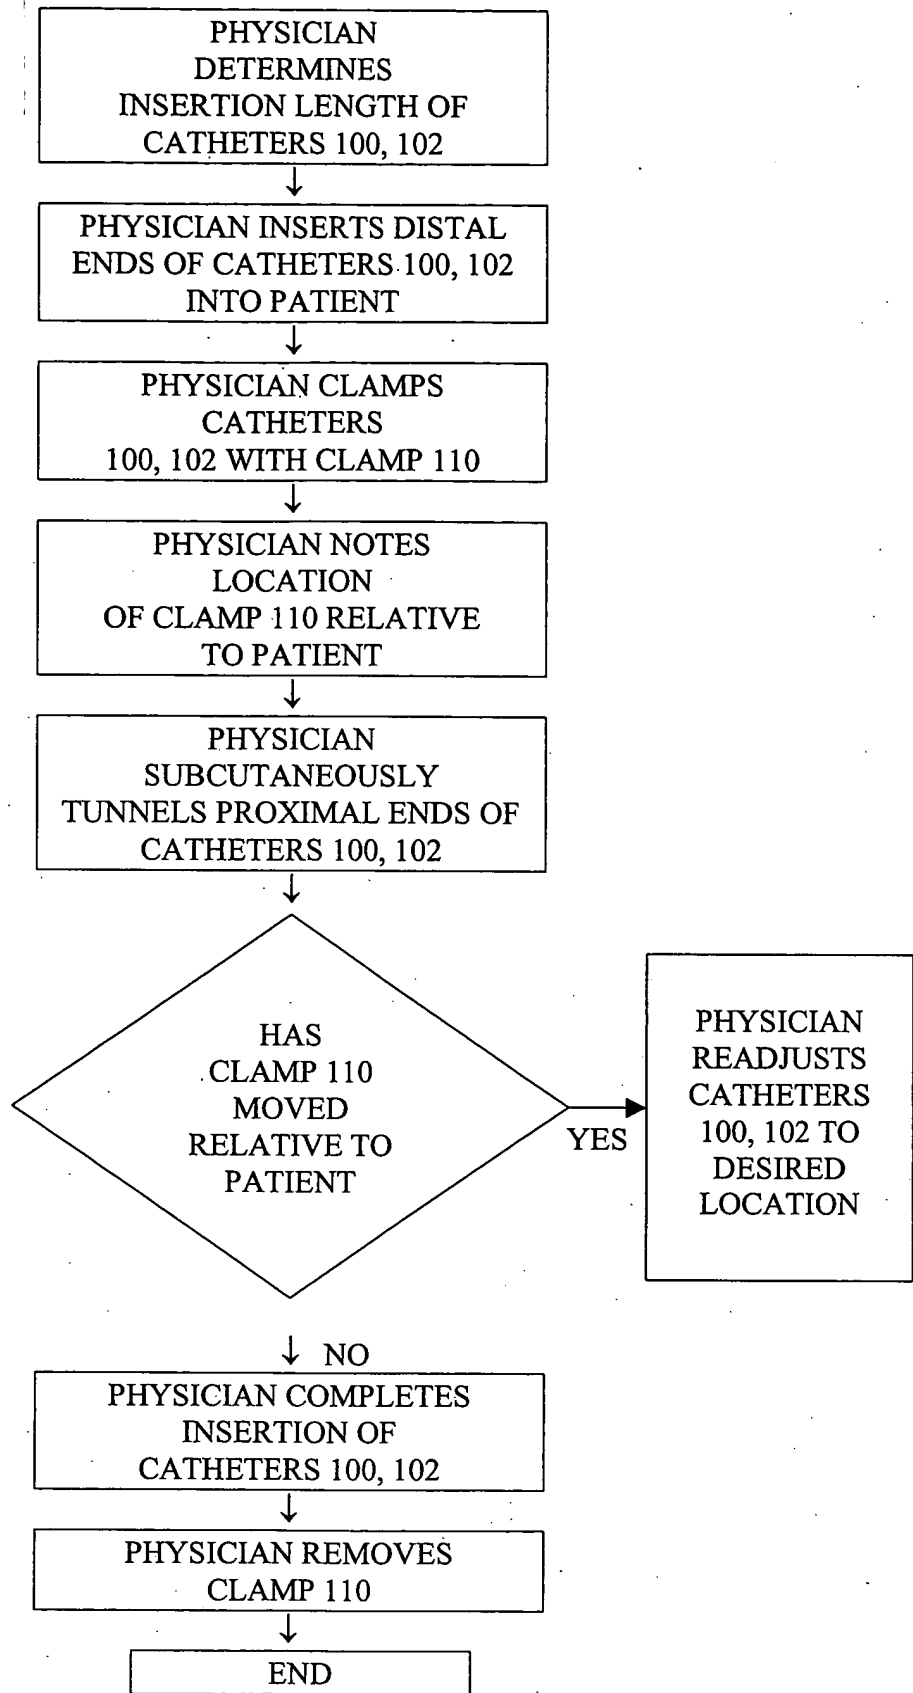 PHYSICIAN
DETERMINES
INSERTION LENGTH OF
CATHETERS 100, 102
PHYSICIAN INSERTS DISTAL
ENDS OF CATHETERS 100, 102
INTO PATIENT
PHYSICIAN CLAMPS
CATHETERS
100, 102 WITH CLAMP 110
PHYSICIAN NOTES
LOCATION
OF CLAMP 110 RELATIVE
TO PATIENT
PHYSICIAN
SUBCUTANEOUSLY
TUNNELS PROXIMAL ENDS OF
CATHETERS 100, 102
HAS
CLAMP 110
MOVED
RELATIVE TO
PATIENT
YES
PHYSICIAN
READJUSTS
CATHETERS
100, 102 TO
DESIRED
LOCATION
NO
PHYSICIAN COMPLETES
INSERTION OF
CATHETERS 100, 102
PHYSICIAN REMOVES
CLAMP 110
END